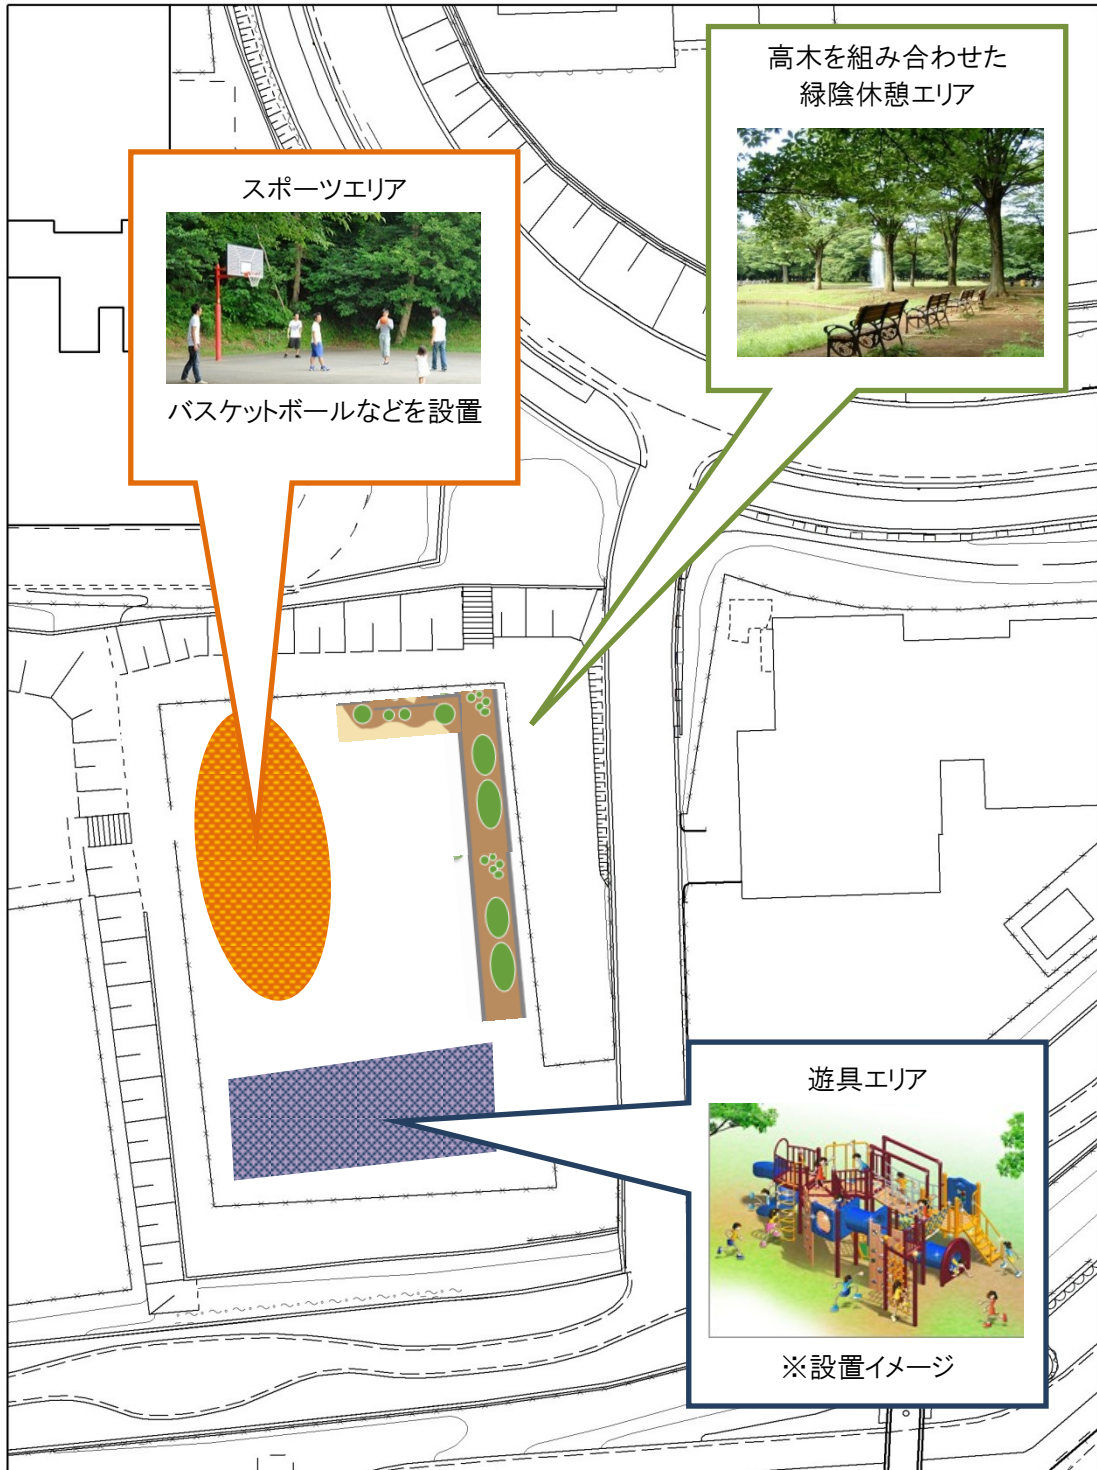 高木を組み合わせた
緑陰休憩エリア
スポーツエリア
バスケットボールなどを設置
遊具エリア
※設置イメージ